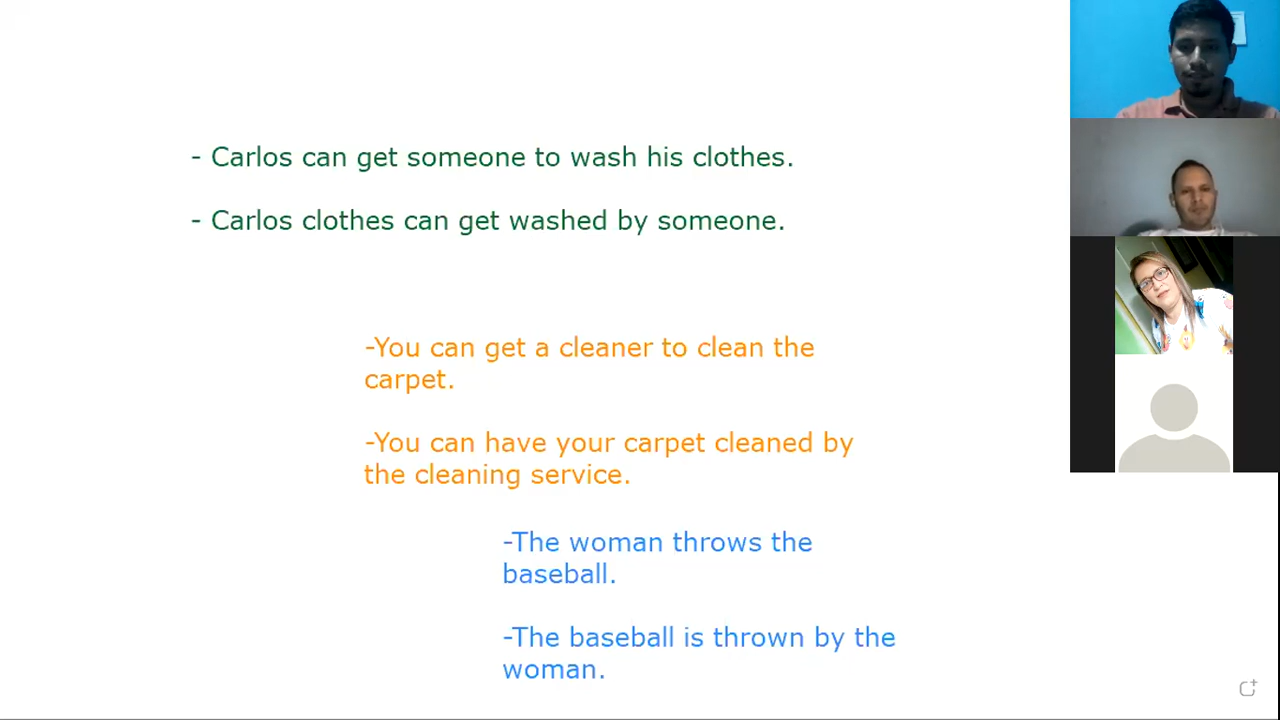 - Carlos can get someone to wash his clothes.
- Carlos clothes can get washed by someone.
-You can get a cleaner to clean the
carpet.
-You can have your carpet cleaned by
the cleaning service.
-The woman throws the
baseball.
-The baseball is thrown by the
woman.